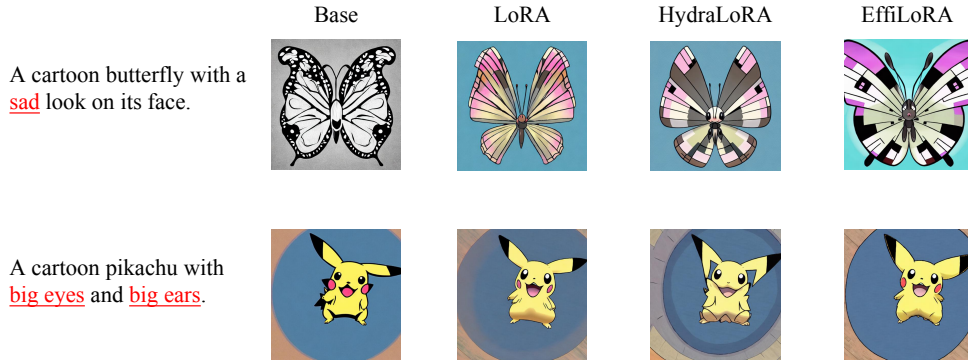 Base LoRA HydraLoRA EffiLoRA
A cartoon butterfly with a
sad look on its face.
A cartoon pikachu with
big eyes and big ears.